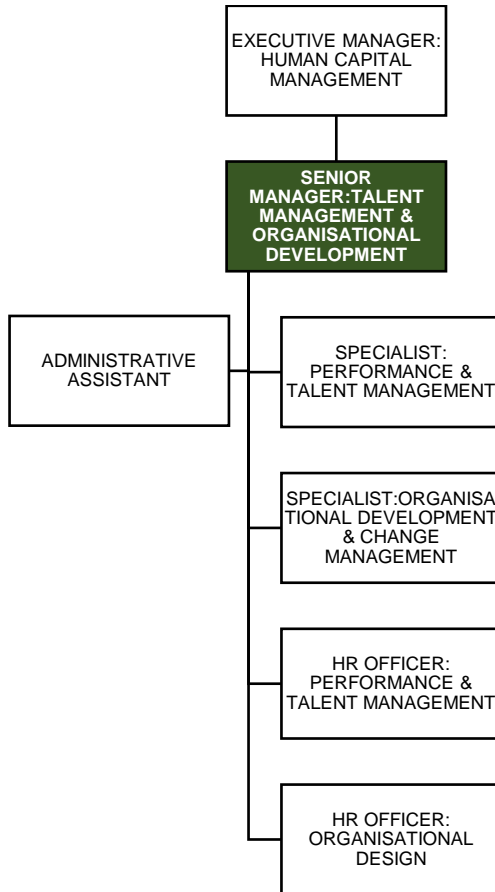 EXECUTIVE MANAGER:
HUMAN CAPITAL
MANAGEMENT
SENIOR
MANAGER:TALENT
MANAGEMENT &
ORGANISATIONAL
DEVELOPMENT
ADMINISTRATIVE
ASSISTANT
SPECIALIST:
PERFORMANCE &
TALENT MANAGEMENT
SPECIALIST:ORGANISA
TIONAL DEVELOPMENT
& CHANGE
MANAGEMENT
HR OFFICER:
PERFORMANCE &
TALENT MANAGEMENT
HR OFFICER:
ORGANISATIONAL
DESIGN